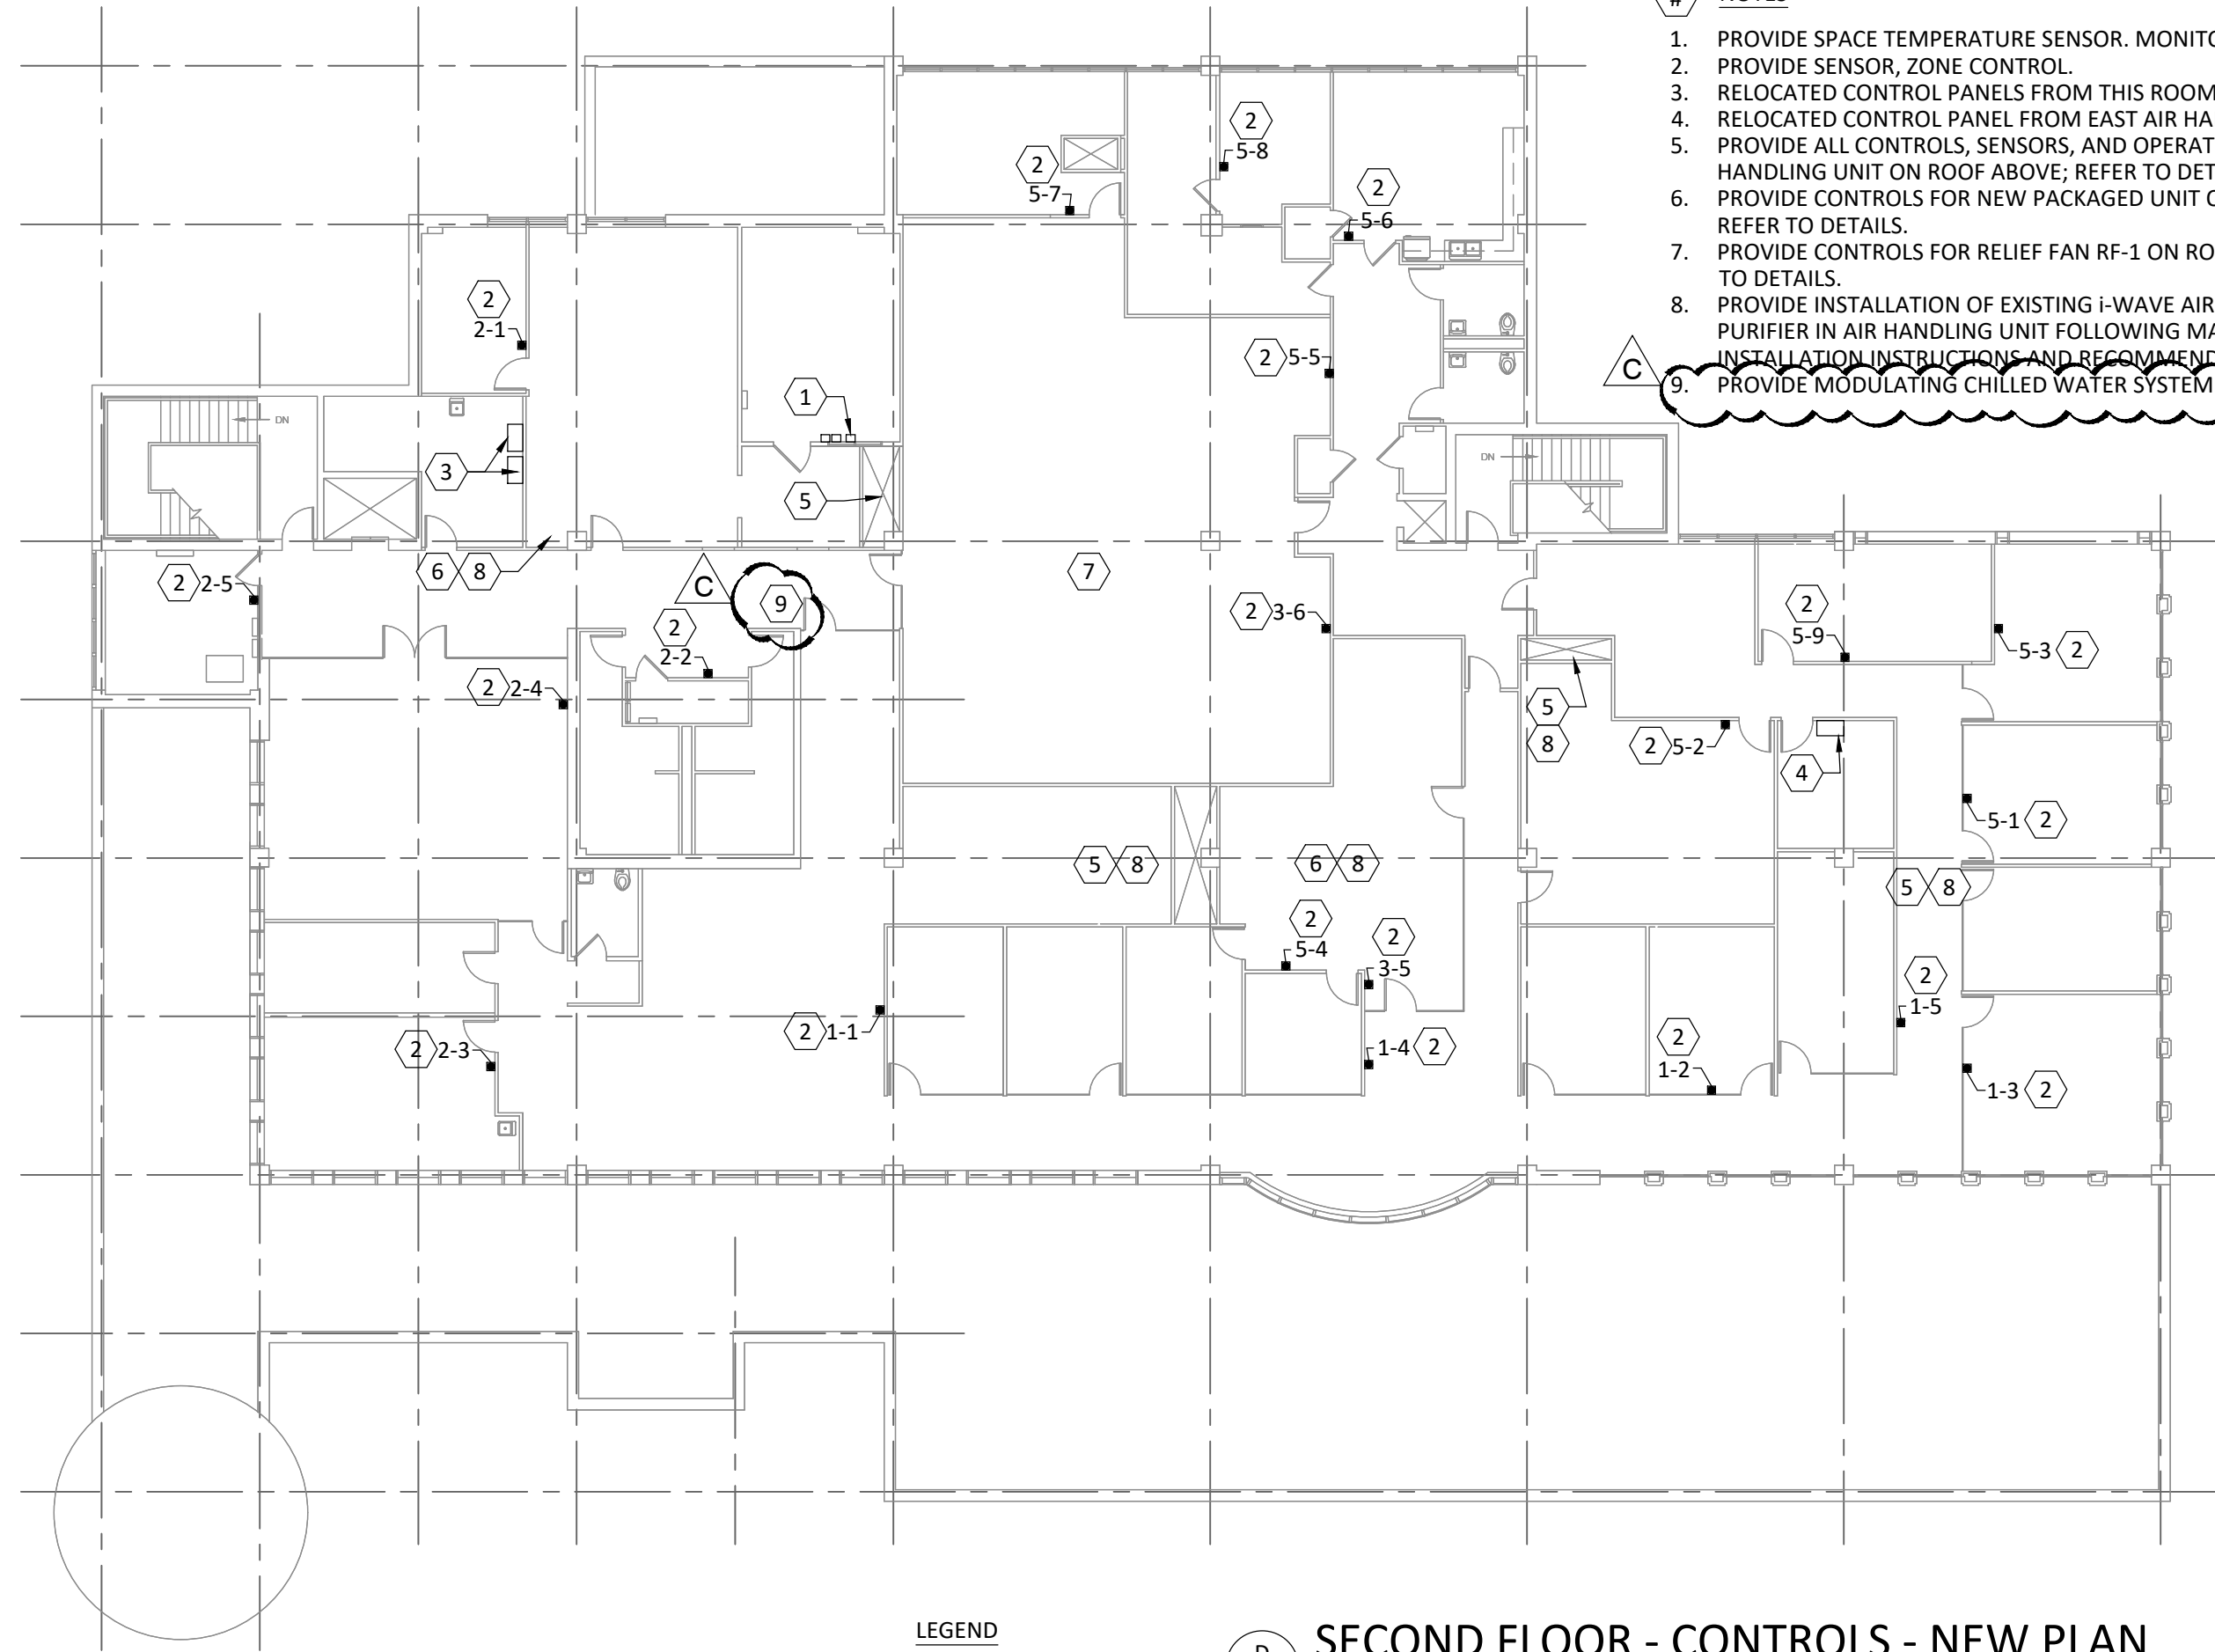 # NOTES
1. PROVIDE SPACE TEMPERATURE SENSOR.
2. PROVIDE SENSOR, ZONE CONTROL.
3. RELOCATED CONTROL PANELS FROM THIS ROOM
4. RELOCATED CONTROL PANEL FROM EAST AIR
5. PROVIDE ALL CONTROLS, SENSORS, AND
HANDLING UNIT ON ROOF ABOVE; REFER TO
6. PROVIDE CONTROLS FOR NEW PACKAGED UNIT
REFER TO DETAILS.
7. PROVIDE CONTROLS FOR RELIEF FAN RF-1 ON
TO DETAILS.
8. PROVIDE INSTALLATION OF EXISTING i-WAVE AIR
PURIFIER IN AIR HANDLING UNIT FOLLOWING
INSTALLATION INSTRUCTIONS AND
C
9. PROVIDE MODULATING CHILLED WATER SYSTEM
2
5-8
2
5-7
2
5-6
2
2-1
2 5-5
1
DN
3
DN
5
6 8
C
9
7
2 2-5
2
2-2
2 3-6
2
5-9
5-3 2
2 2-4
5
8
2 5-2
4
5-1 2
5 8
6 8
5 8
2
5-4
2
3-5
2
1-5
2 1-1
2 2-3
1-4 2
2
1-2
1-3 2
LEGEND
D
SECOND FLOOR - CONTROLS - NEW PLAN